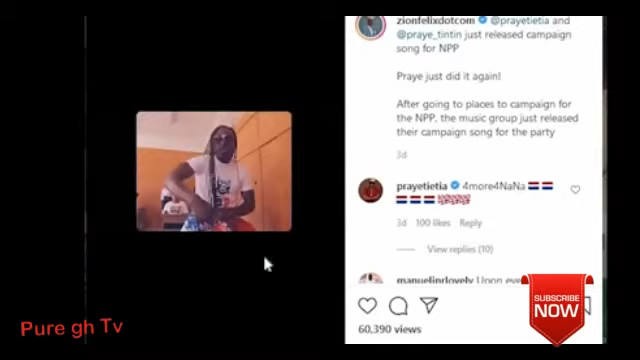 zionfelixdotcom @prayetietia and
@praye_tintin just released campaign
song for NPP
Praye just did it again!
After going to places to campaign for
the NPP, the music group just released
their campaign song for the party
3d
prayetietia 4more4NaNa
3d 100 likes Reply
View replies (10)
manuelinrlovely Upon eve
60,390 views
SUBSCRIBE
NOW
Pure gh Tv